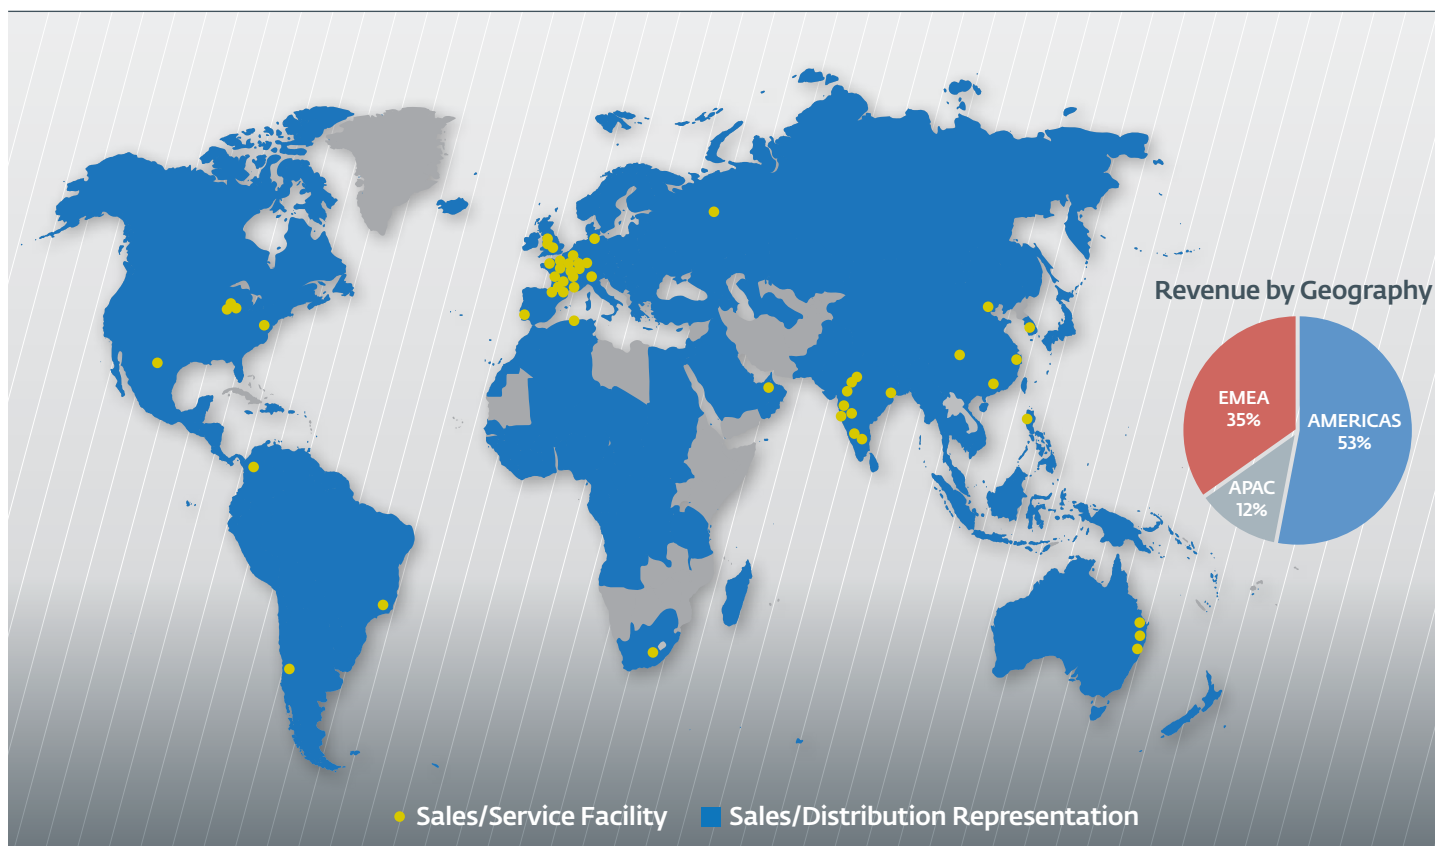 Revenue by Geography
EMEA
35%
AMERICAS
53%
APAC
12%
Sales/Service Facility
Sales/Distribution Representation